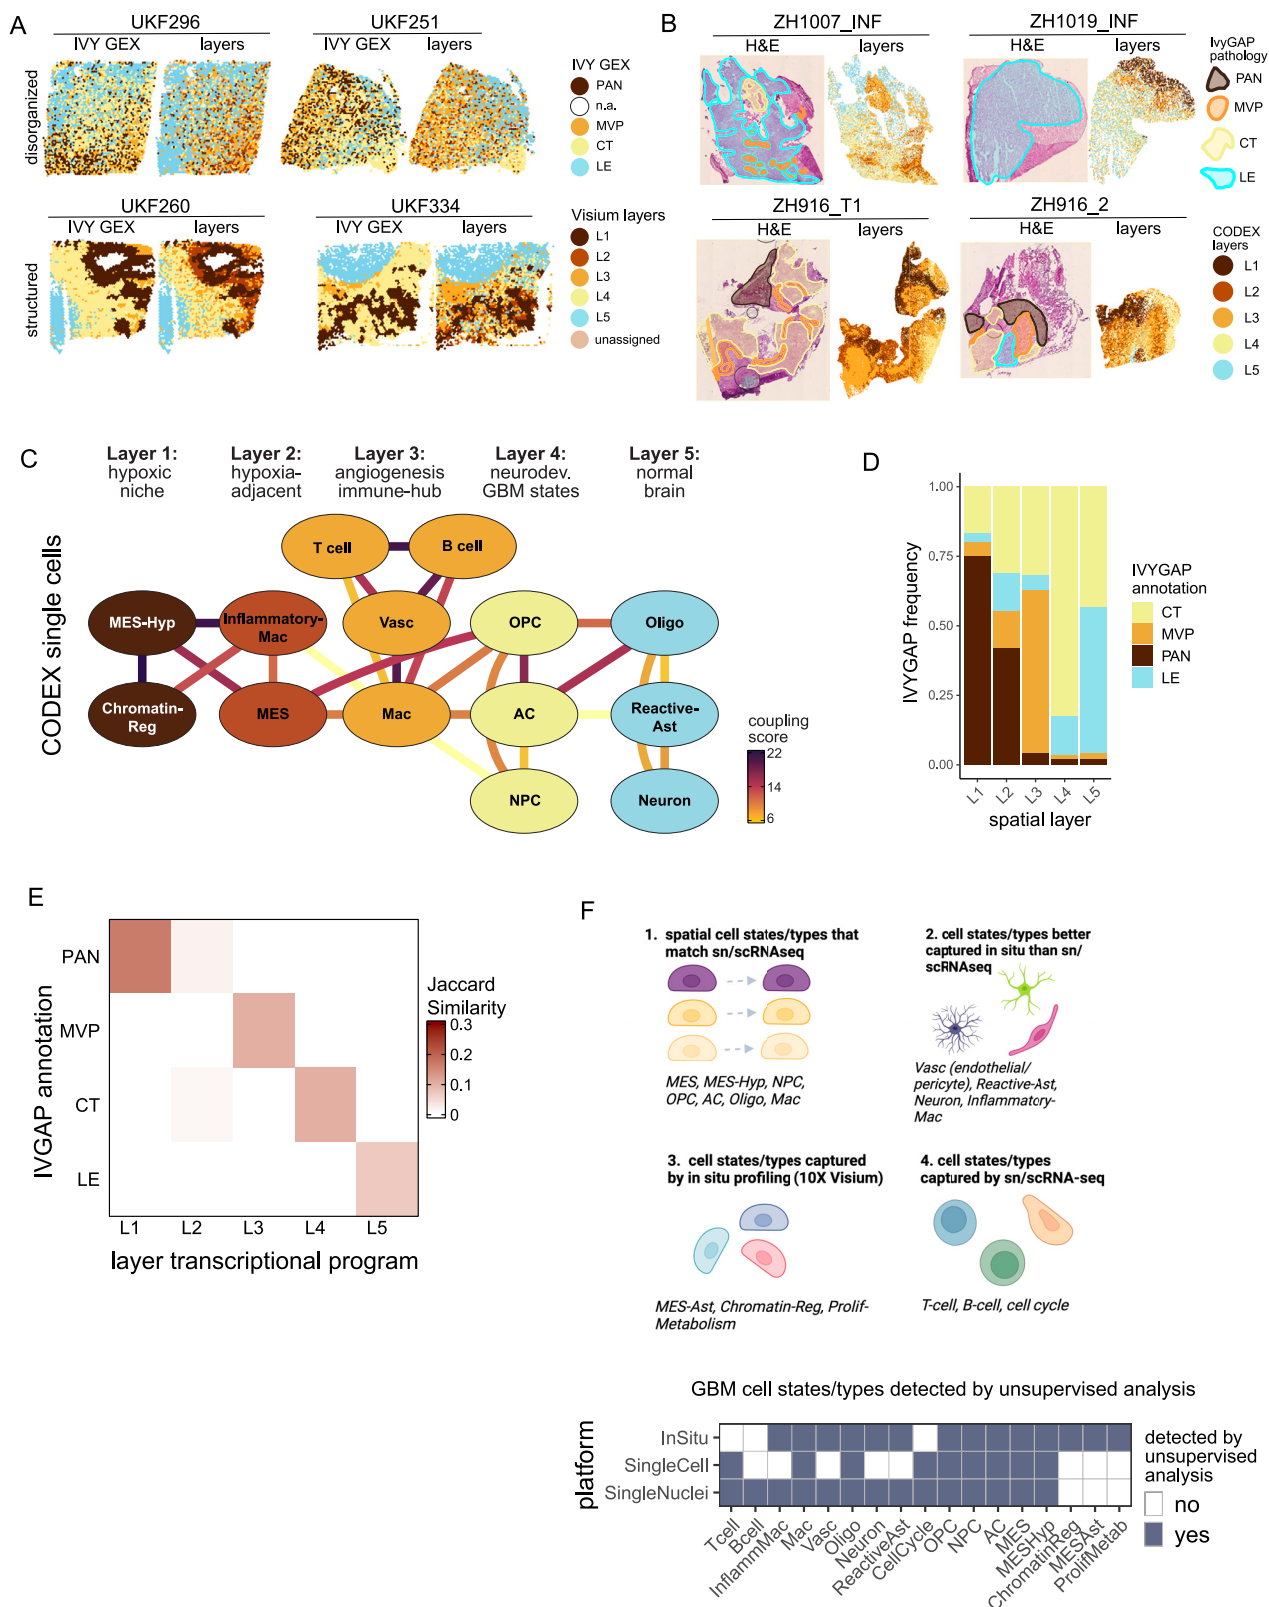 A
UKF296
UKF251
IVY GEX
layers
IVY GEX
layers
disorganized
IVY GEX
PAN
n.a.
MVP
CT
LE
UKF260
UKF334
IVY GEX
layers
IVY GEX
layers
structured
Visium layers
L1
L2
L3
L4
L5
unassigned
B
ZH1007_INF
ZH1019_INF
H&E
layers
H&E
layers
IvyGAP
pathology
PAN
MVP
CT
LE
ZH916_T1
ZH916_2
H&E
layers
H&E
layers
CODEX
layers
L1
L2
L3
L4
L5
C
Layer 1:
hypoxic
niche
Layer 2:
hypoxia-
adjacent
Layer 3:
angiogenesis
immune-hub
Layer 4:
neurodev.
GBM states
Layer 5:
normal
brain
CODEX single cells
T cell
B cell
MES-Hyp
Inflammatory-
Mac
Vasc
OPC
Oligo
Chromatin-
Reg
MES
Mac
AC
Reactive-
Ast
NPC
Neuron
coupling
score
22
14
6
D
IVYGAP frequency
1.00
0.75
0.50
0.25
0.00
L1
L2
L3
L4
L5
spatial layer
IVYGAP
annotation
CT
MVP
PAN
LE
E
IVGAP annotation
PAN
MVP
CT
LE
L1
L2
L3
L4
L5
layer transcriptional program
Jaccard
Similarity
0.3
0.2
0.1
0
F
1. spatial cell states/types that
match sn/scRNAseq
MES, MES-Hyp, NPC,
OPC, AC, Oligo, Mac
2. cell states/types better
captured in situ than sn/
scRNAseq
Vasc (endothelial/
pericyte), Reactive-Ast,
Neuron, Inflammatory-
Mac
3. cell states/types captured
by in situ profiling (10X Visium)
MES-Ast, Chromatin-Reg, Prolif-
Metabolism
4. cell states/types
captured by sn/scRNA-seq
T-cell, B-cell, cell cycle
GBM cell states/types detected by unsupervised analysis
platform
InSitu
SingleCell
SingleNuclei
Tcell
Bcell
InflammMac
Mac
Vasc
Oligo
Neuron
ReactiveAst
CellCycle
OPC
NPC
AC
MES
MESHyp
ChromatinReg
MESAst
ProlifMetab
detected by
unsupervised
analysis
no
yes